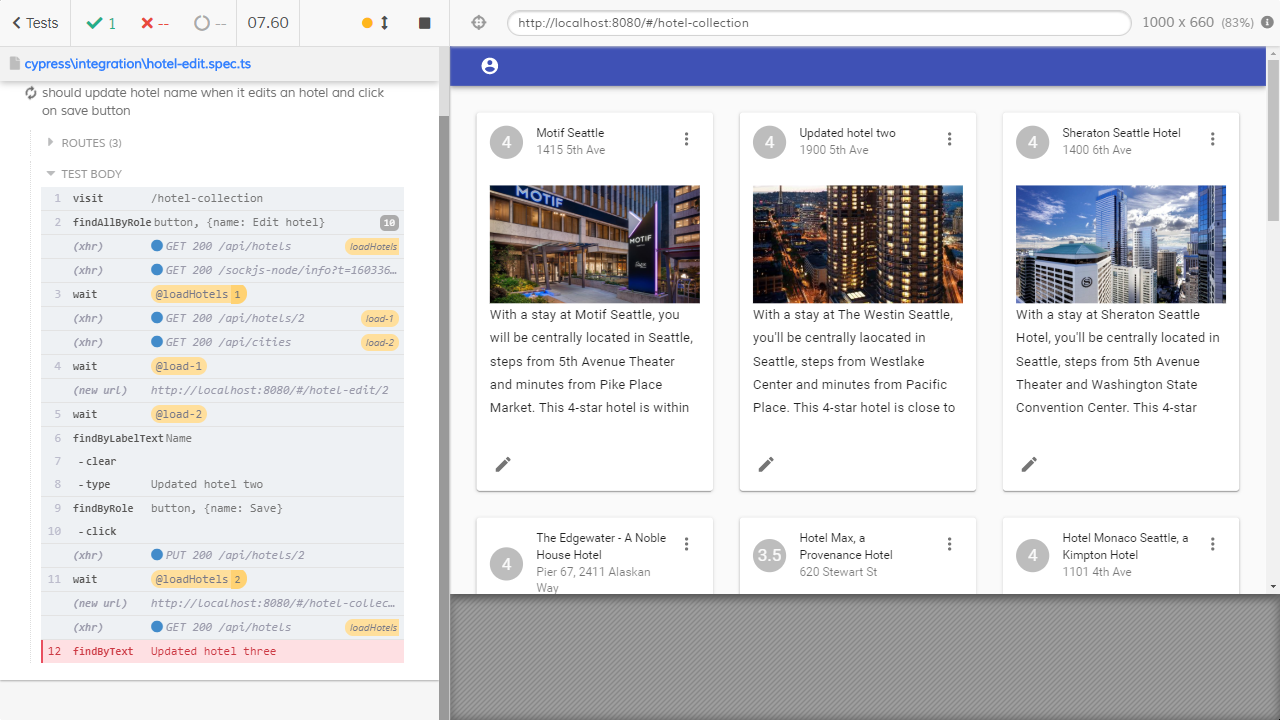 Tests
1
--
--
07.60
cypress\integration\hotel-edit.spec.ts
should update hotel name when it edits an hotel and click
on save button
ROUTES (3)
TEST BODY
1 visit /hotel-collection
2 findAllByRole button, {name: Edit hotel} 10
(xhr) GET 200 /api/hotels loadHotels
(xhr) GET 200 /sockjs-node/info?t=160336…
3 wait @loadHotels 1
(xhr) GET 200 /api/hotels/2 load-1
(xhr) GET 200 /api/cities load-2
4 wait @load-1
(new url) http://localhost:8080/#/hotel-edit/2
5 wait @load-2
6 findByLabelText Name
7 -clear
8 -type Updated hotel two
9 findByRole button, {name: Save}
10 -click
(xhr) PUT 200 /api/hotels/2
11 wait @loadHotels 2
(new url) http://localhost:8080/#/hotel-collec…
(xhr) GET 200 /api/hotels loadHotels
12 findByText Updated hotel three
http://localhost:8080/#/hotel-collection
1000 x 660 (83%)
4
Motif Seattle
1415 5th Ave
MOTIF
MOTIF
With a stay at Motif Seattle, you
will be centrally located in Seattle,
steps from 5th Avenue Theater
and minutes from Pike Place
Market. This 4-star hotel is within
4
Updated hotel two
1900 5th Ave
With a stay at The Westin Seattle,
you'll be centrally laocated in
Seattle, steps from Westlake
Center and minutes from Pacific
Place. This 4-star hotel is close to
4
Sheraton Seattle Hotel
1400 6th Ave
With a stay at Sheraton Seattle
Hotel, you'll be centrally located in
Seattle, steps from 5th Avenue
Theater and Washington State
Convention Center. This 4-star
4
The Edgewater - A Noble
House Hotel
Pier 67, 2411 Alaskan
Way
3.5
Hotel Max, a
Provenance Hotel
620 Stewart St
4
Hotel Monaco Seattle, a
Kimpton Hotel
1101 4th Ave